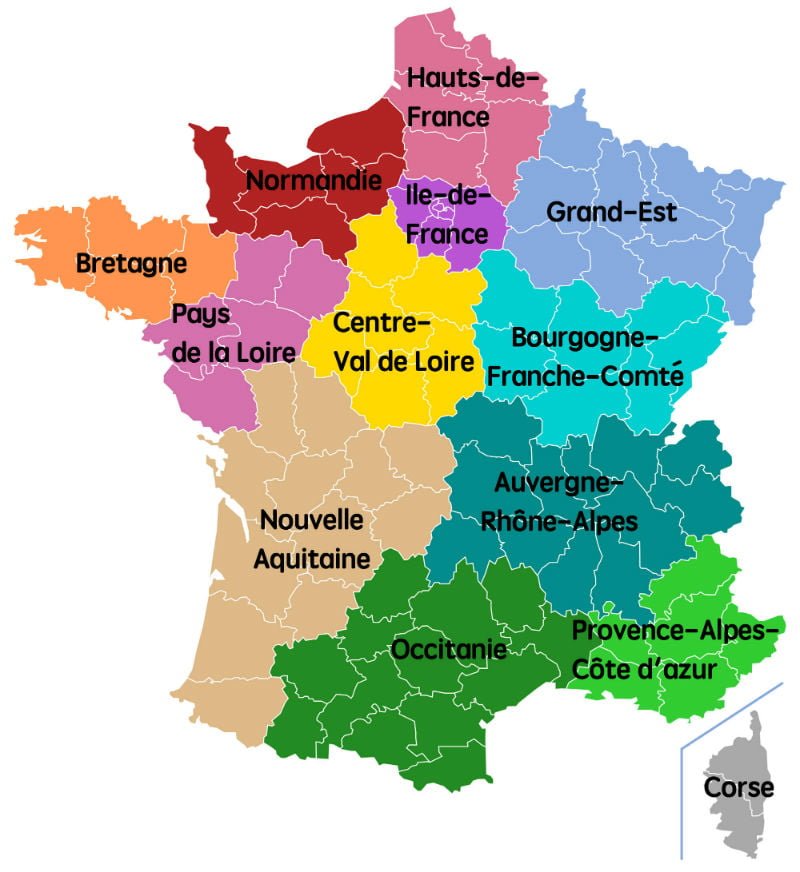 Hauts-de-
France
Normandie
Ile-de-
France
Grand-Est
Bretagne
Pays
de la Loire
Centre-
Val de Loire
Bourgogne-
Franche-Comté
Auvergne-
Rhône-Alpes
Nouvelle
Aquitaine
Occitanie
Provence-Alpes-
Côte d'azur
Corse